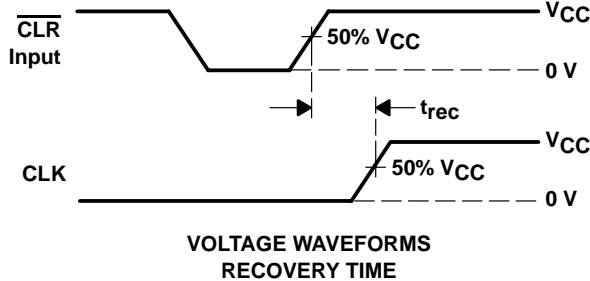 CLR
Input
50% VCC
VCC
0 V
trec
CLK
50% VCC
VCC
0 V
VOLTAGE WAVEFORMS
RECOVERY TIME